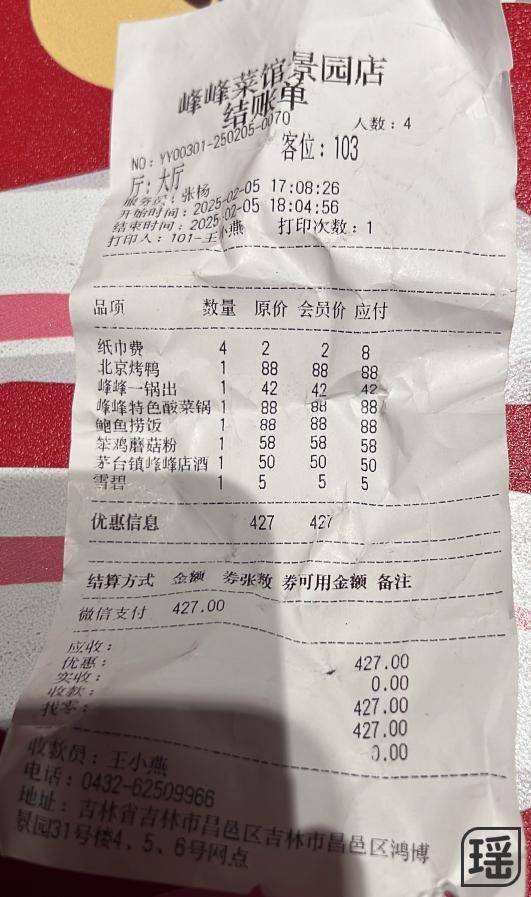 峰峰菜馆景园店
结账单
NO：YY00301-250205-0070 人数：4
厅：大厅 客位：103
服务员：张杨
开始时间：2025-02-05 17:08:26
结束时间：2025-02-05 18:04:56
打印人：101-王小燕 打印次数：1
品项 数量 原价 会员价 应付
纸巾费 4 2 2 8
北京烤鸭 1 88 88 88
峰峰一锅出 1 42 42 42
峰峰特色酸菜锅 1 88 88 88
鲍鱼捞饭 1 88 88 88
笨鸡蘑菇粉 1 58 58 58
茅台镇峰峰店酒 1 50 50 50
雪碧 1 5 5 5
优惠信息 427 427
结算方式 金额 券张数 券可用金额 备注
微信支付 427.00
应收： 427.00
优惠： 0.00
实收： 427.00
收款： 427.00
找零： 0.00
收款员：王小燕
电话：0432-62509966
地址：吉林省吉林市昌邑区吉林市昌邑区鸿博
景园31号楼4、5、6号网点
瑶